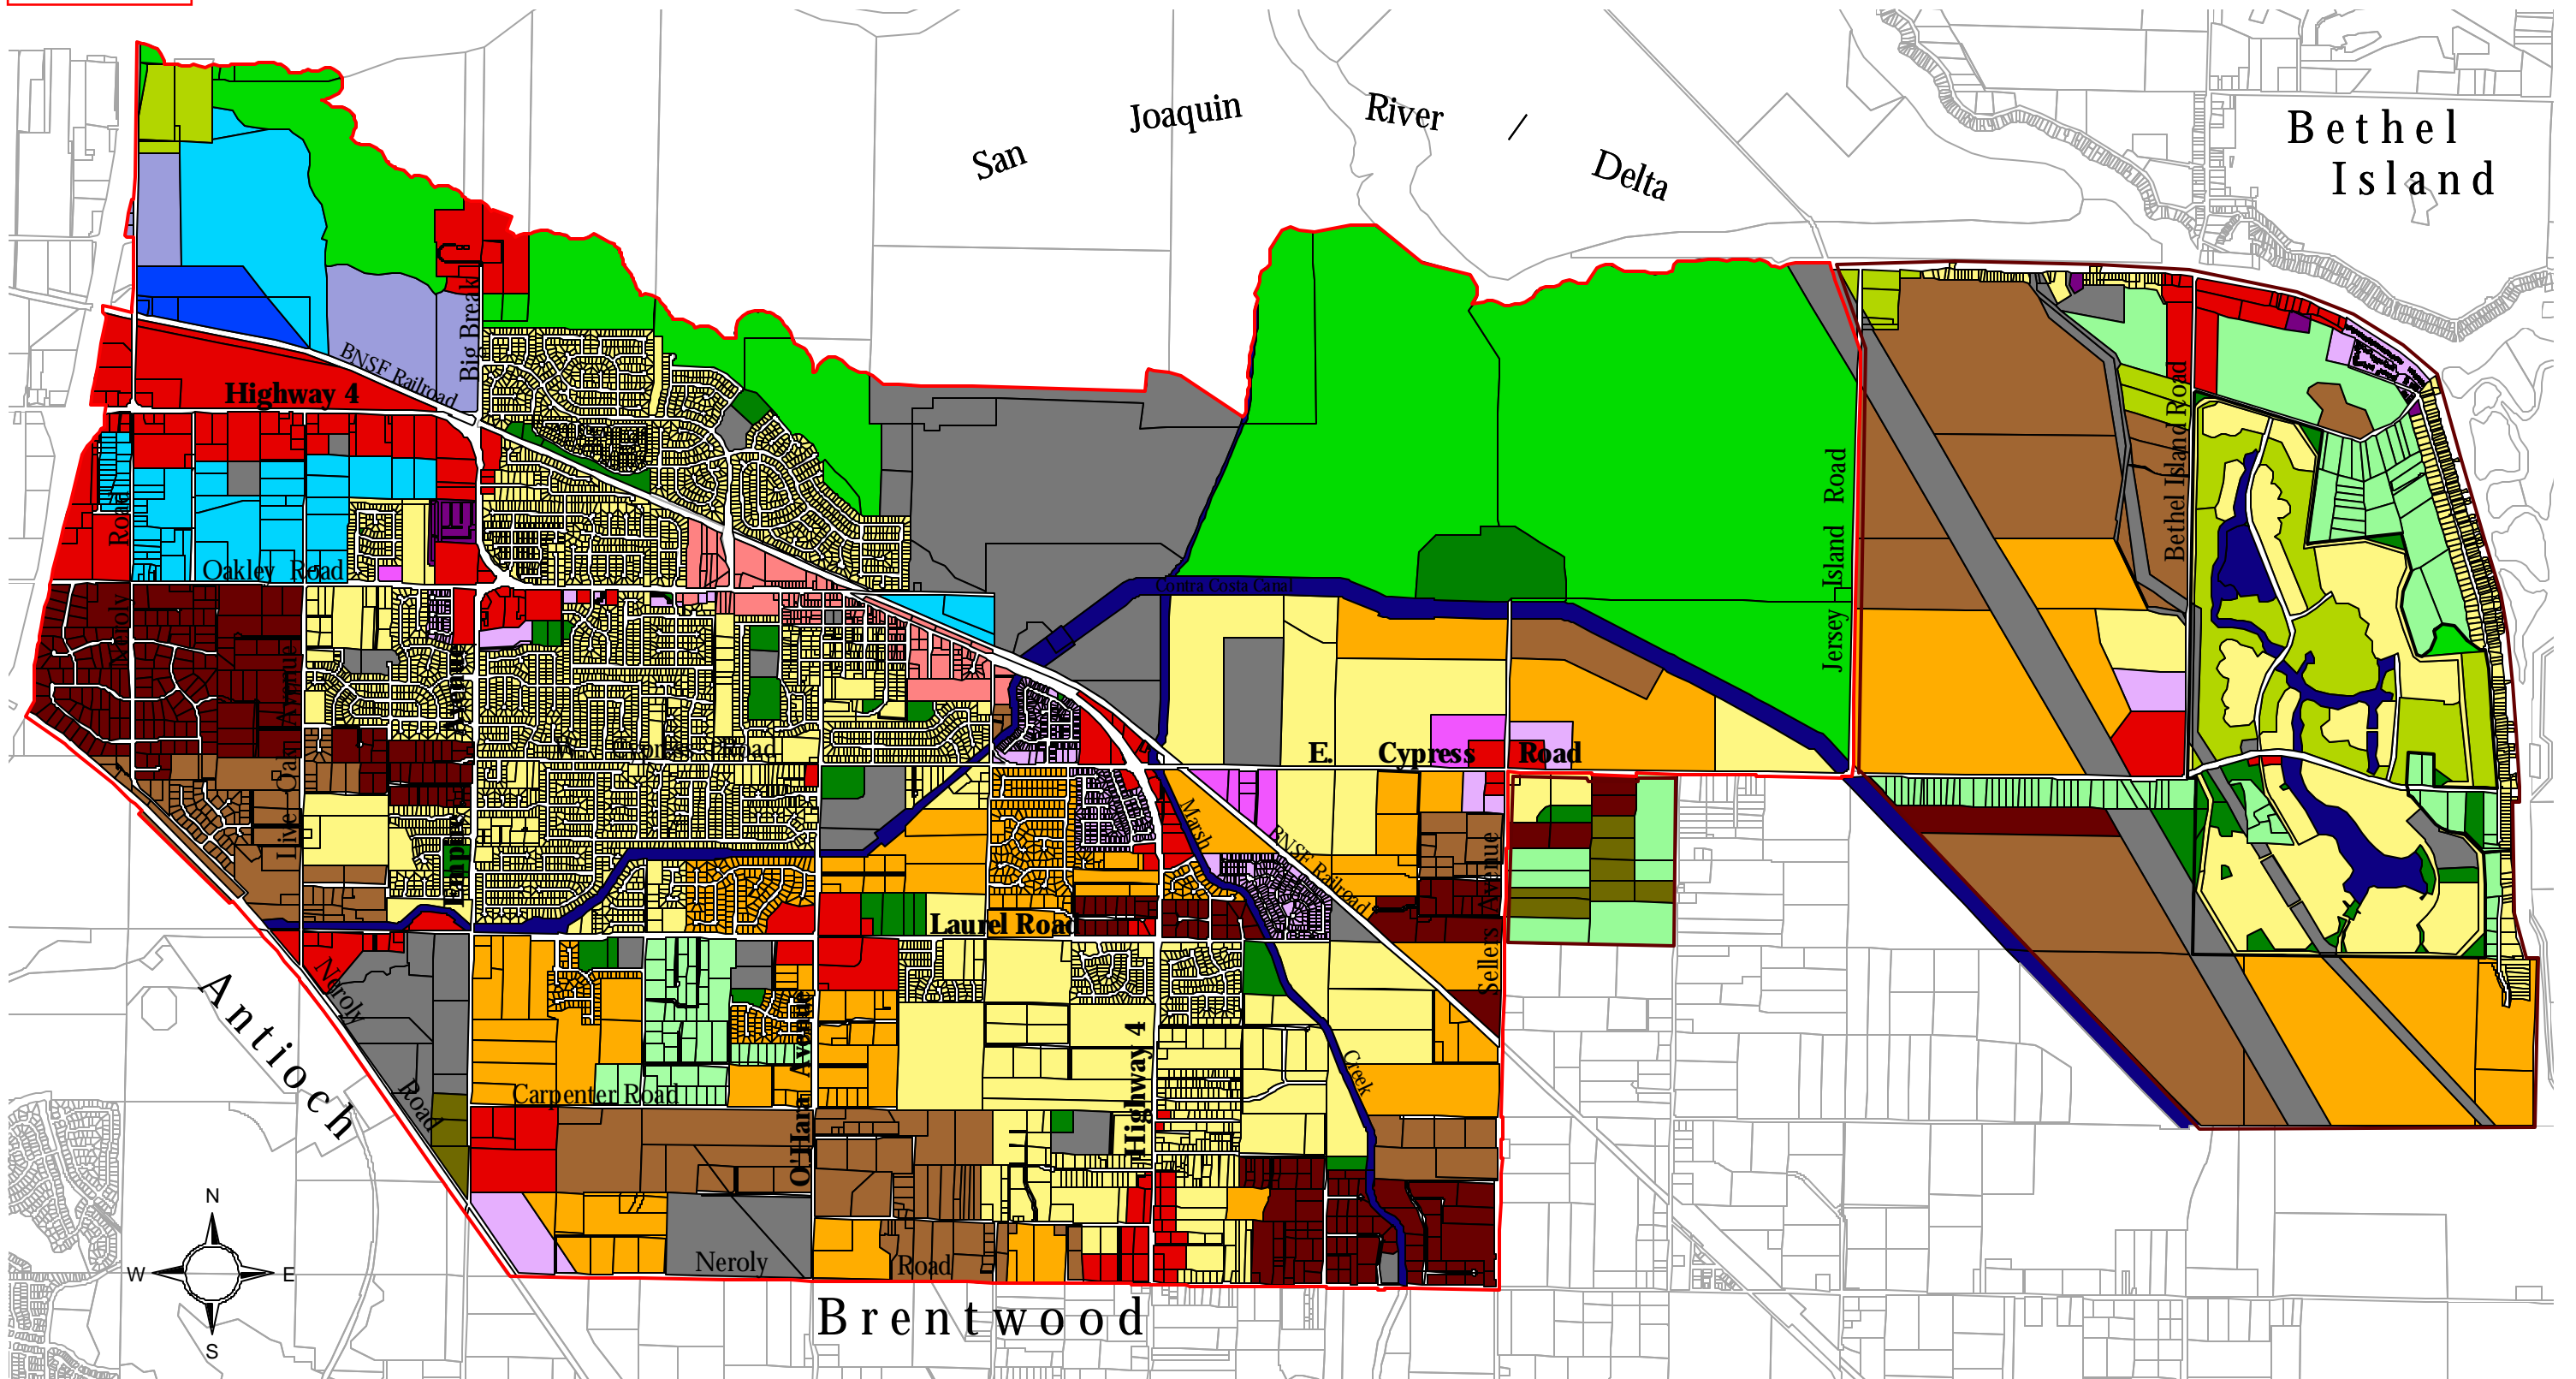 San Joaquin River / Delta
Bethel
Island
Big Break
BNSF Railroad
Highway 4
Road
Neroly
Oakley Road
Contra Costa Canal
Jersey Island Road
Bethel Island Road
Live Oak Avenue
Empire Avenue
W. Cypress Road
E. Cypress Road
Marsh
Creek
BNSF Railroad
Sellers Avenue
Laurel Road
Neroly
Road
Antioch
Carpenter Road
O'Hara Avenue
Highway 4
Neroly Road
Brentwood
N
W
E
S